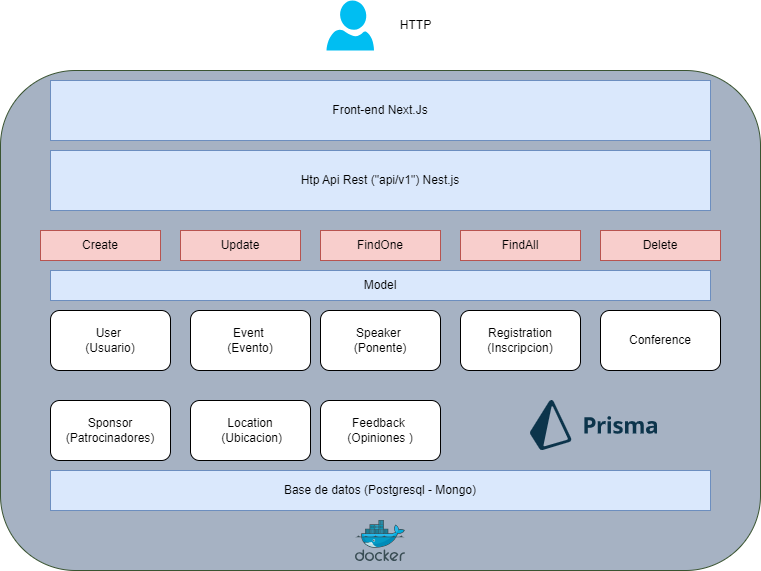 HTTP
Front-end Next.Js
Htp Api Rest ("api/v1") Nest.js
Create
Update
FindOne
FindAll
Delete
Model
User
(Usuario)
Event
(Evento)
Speaker
(Ponente)
Registration
(Inscripcion)
Conference
Sponsor
(Patrocinadores)
Location
(Ubicacion)
Feedback
(Opiniones )
Prisma
Base de datos (Postgresql - Mongo)
docker